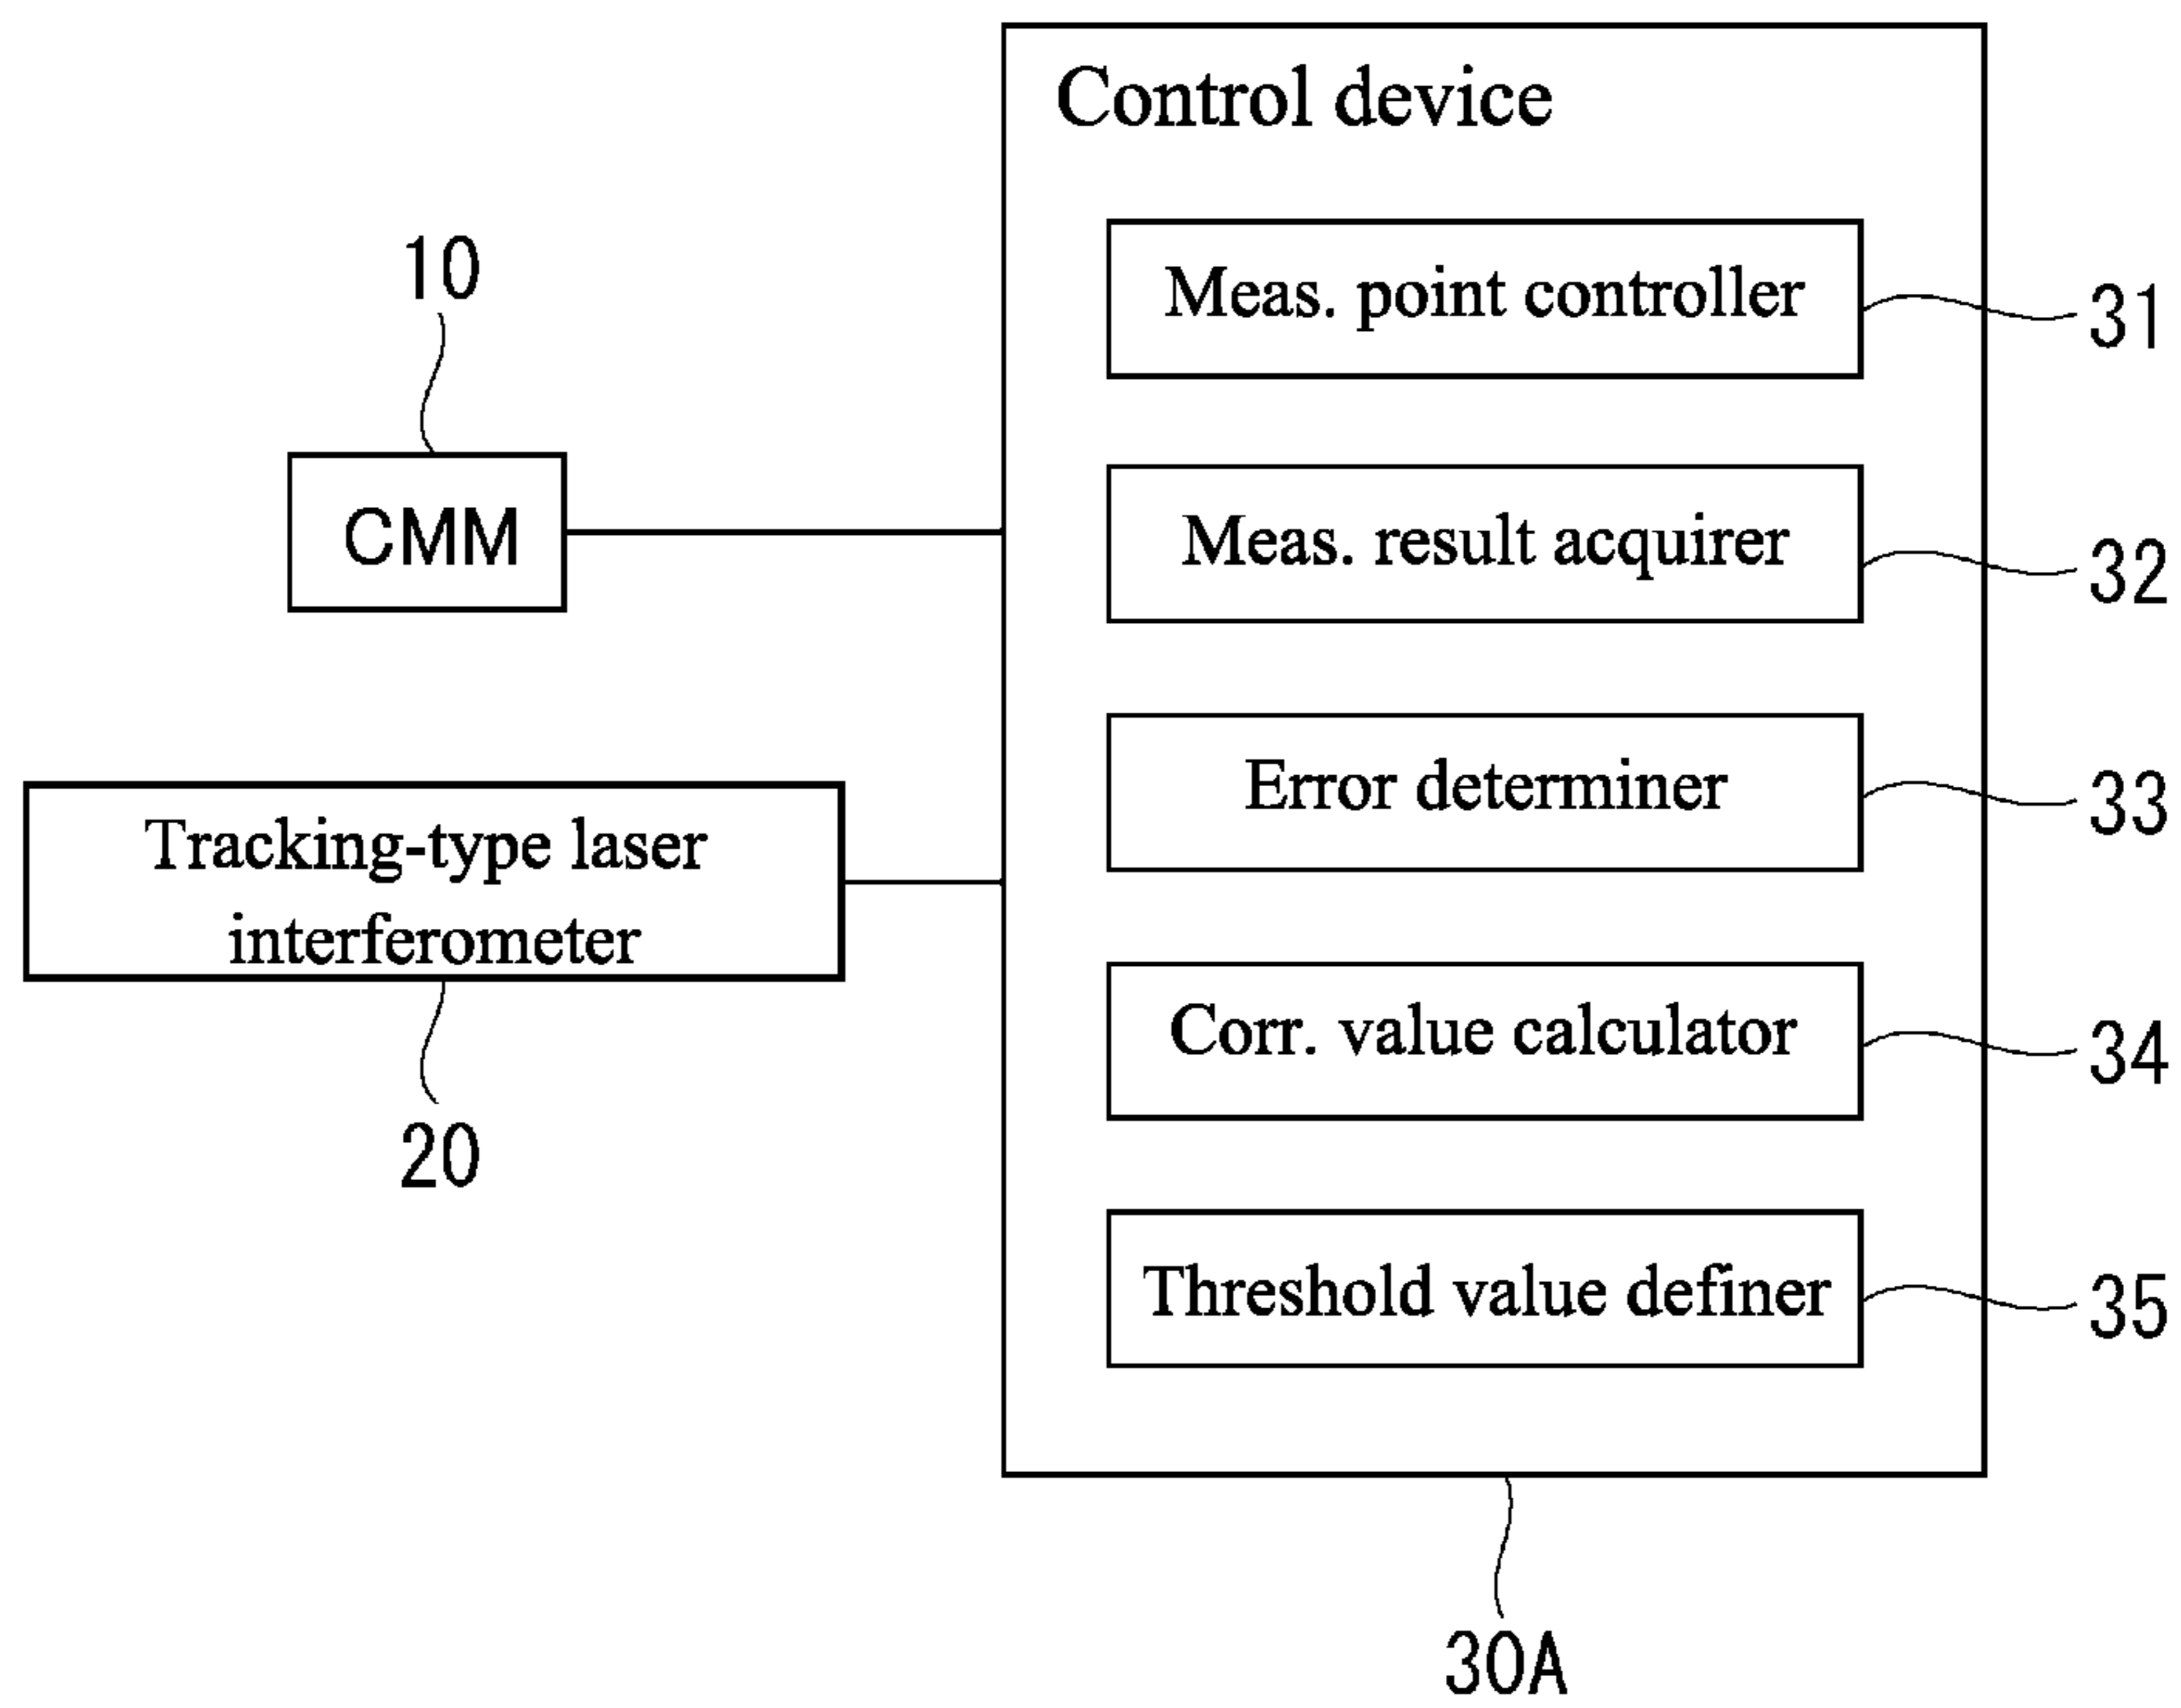 Control device
10
Meas. point controller
31
CMM
Meas. result acquirer
32
Tracking-type laser
interferometer
Error determiner
33
20
Corr. value calculator
34
Threshold value definer
35
30A